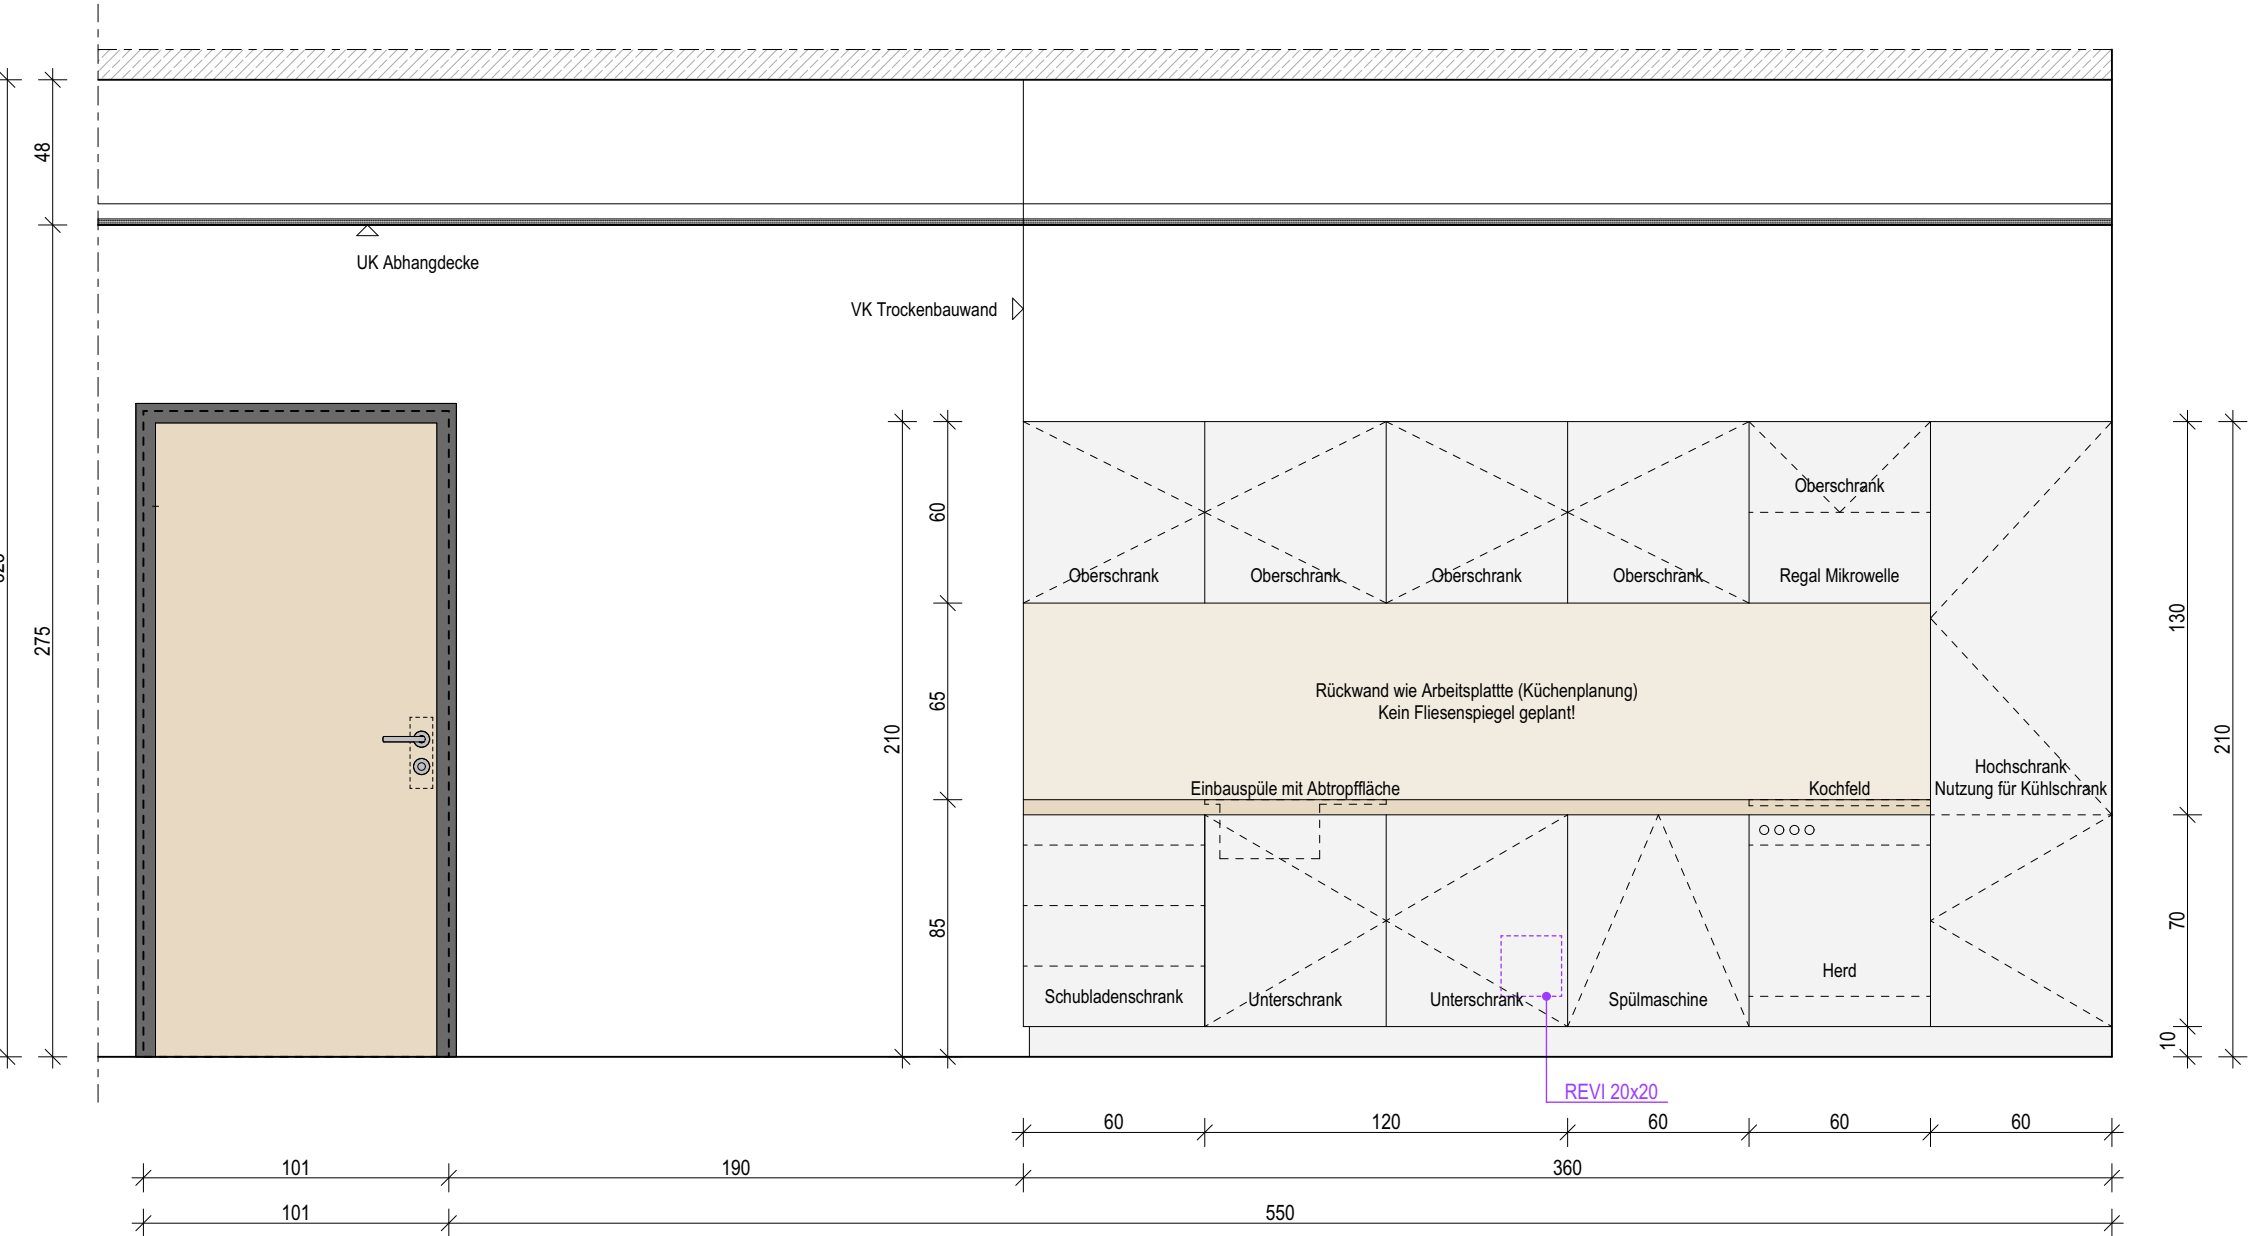 48
UK Abhangdecke
VK Trockenbauwand
275
210
60
65
85
Oberschrank
Oberschrank
Oberschrank
Oberschrank
Oberschrank
Regal Mikrowelle
Rückwand wie Arbeitsplattte (Küchenplanung)
Kein Fliesenspiegel geplant!
Einbauspüle mit Abtropffläche
Kochfeld
Hochschrank
Nutzung für Kühlschrank
Schubladenschrank
Unterschrank
Unterschrank
Spülmaschine
Herd
130
70
10
210
REVI 20x20
60 120 60 60 60
101 190 360
101 550